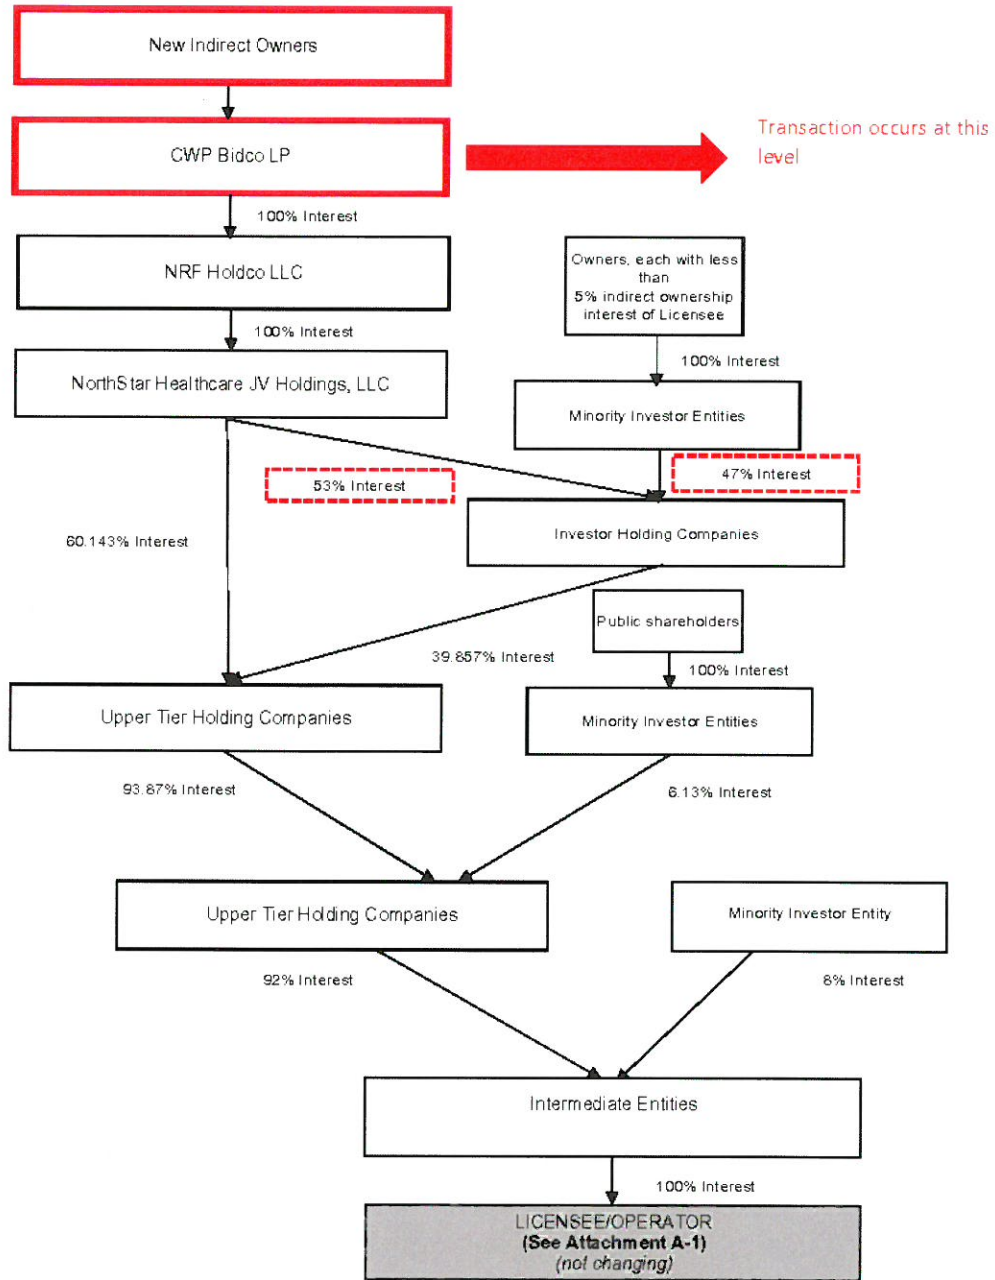 New Indirect Owners
CWP Bidco LP
Transaction occurs at this
level
100% Interest
NRF Holdco LLC
Owners, each with less
than
5% indirect ownership
interest of Licensee
100% Interest
100% Interest
NorthStar Healthcare JV Holdings, LLC
Minority Investor Entities
53% Interest
47% Interest
60.143% Interest
Investor Holding Companies
Public shareholders
39.857% Interest
100% Interest
Upper Tier Holding Companies
Minority Investor Entities
93.87% Interest
6.13% Interest
Upper Tier Holding Companies
Minority Investor Entity
92% Interest
8% Interest
Intermediate Entities
100% Interest
LICENSEE/OPERATOR
(See Attachment A-1)
(not changing)